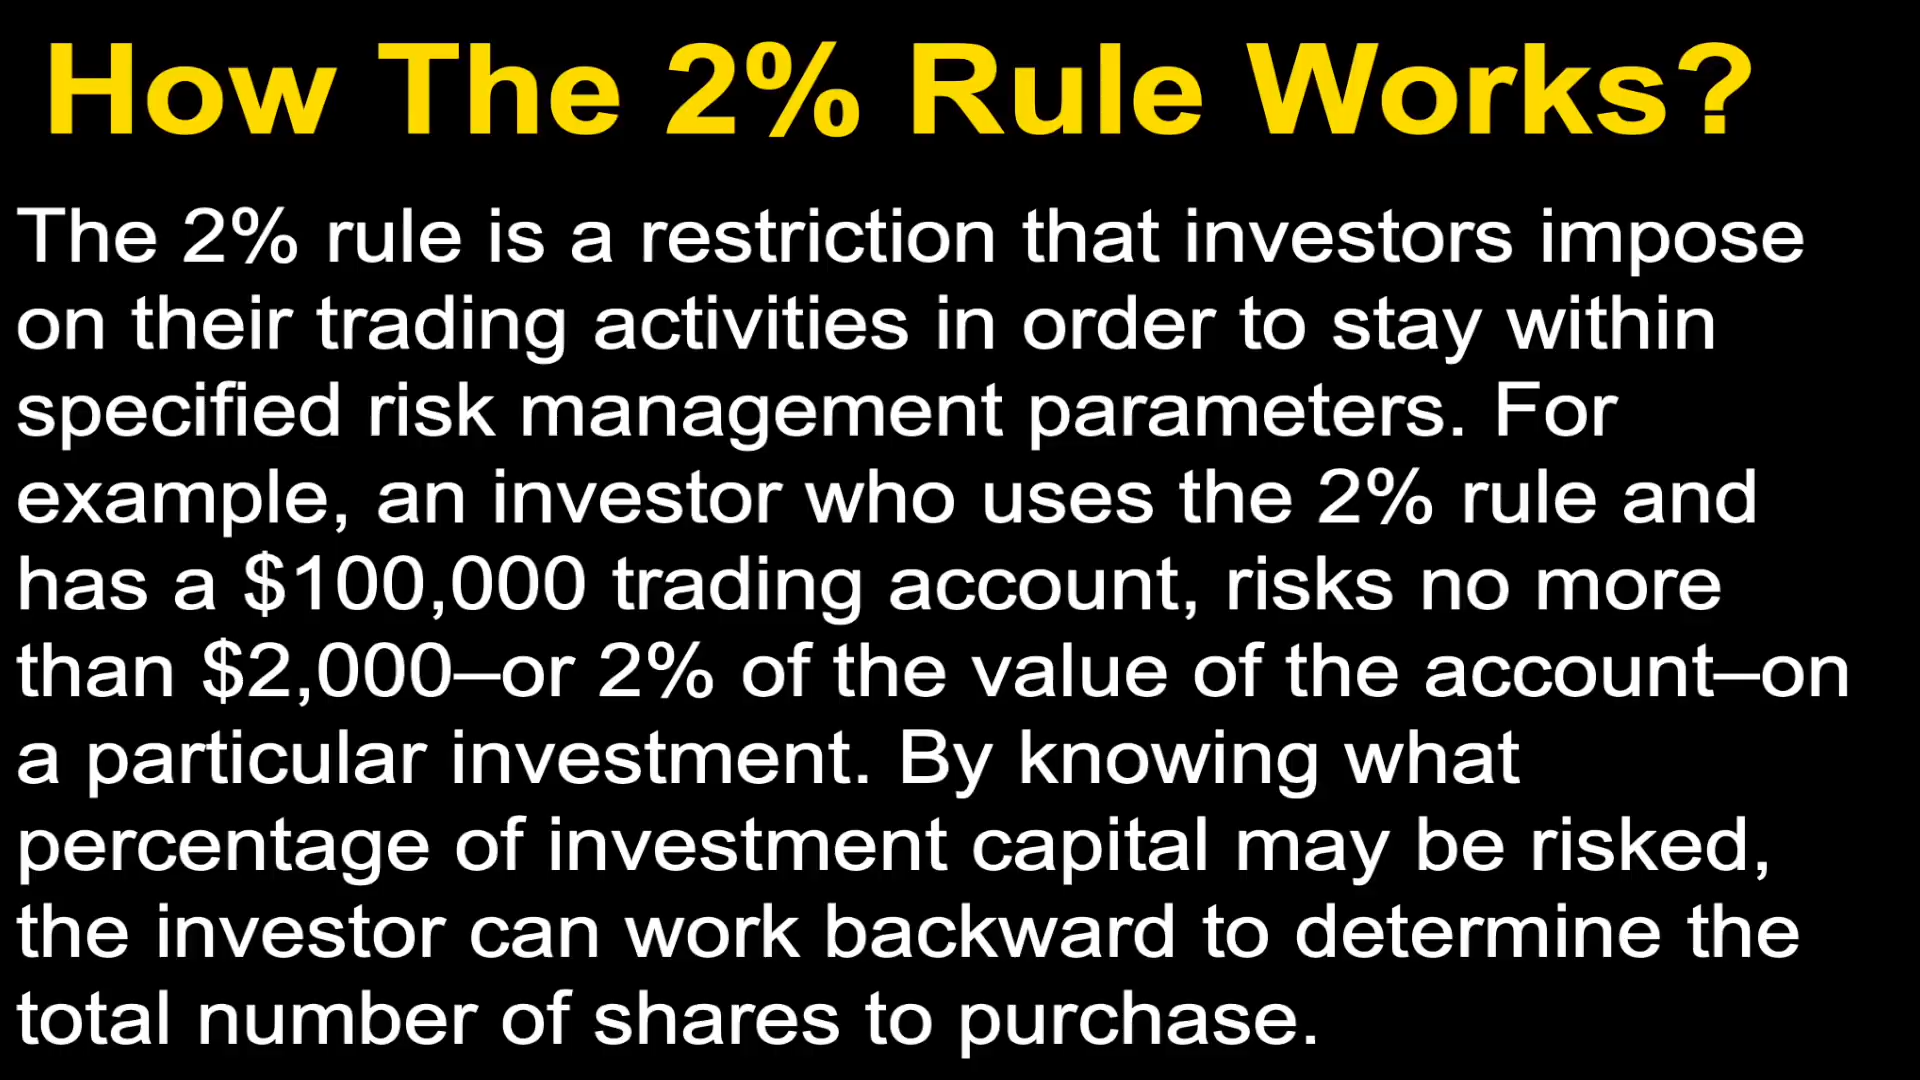 How The 2% Rule Works?
The 2% rule is a restriction that investors impose
on their trading activities in order to stay within
specified risk management parameters. For
example, an investor who uses the 2% rule and
has a $100,000 trading account, risks no more
than $2,000–or 2% of the value of the account–on
a particular investment. By knowing what
percentage of investment capital may be risked,
the investor can work backward to determine the
total number of shares to purchase.